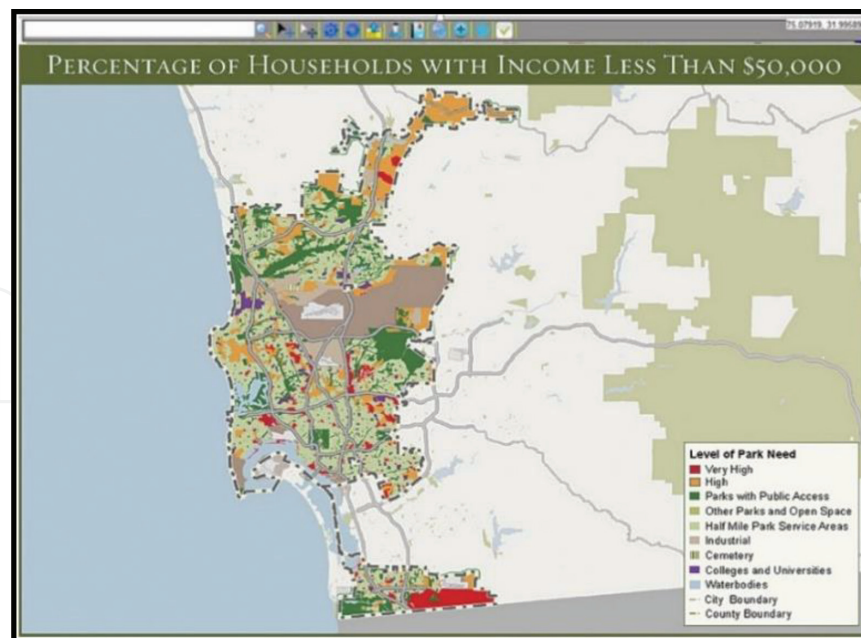 PERCENTAGE OF HOUSEHOLDS WITH INCOME LESS THAN $50,000
Level of Park Need
Very High
High
Parks with Public Access
Other Parks and Open Space
Half Mile Park Service Areas
Industrial
Cemetery
Colleges and Universities
Waterbodies
City Boundary
County Boundary